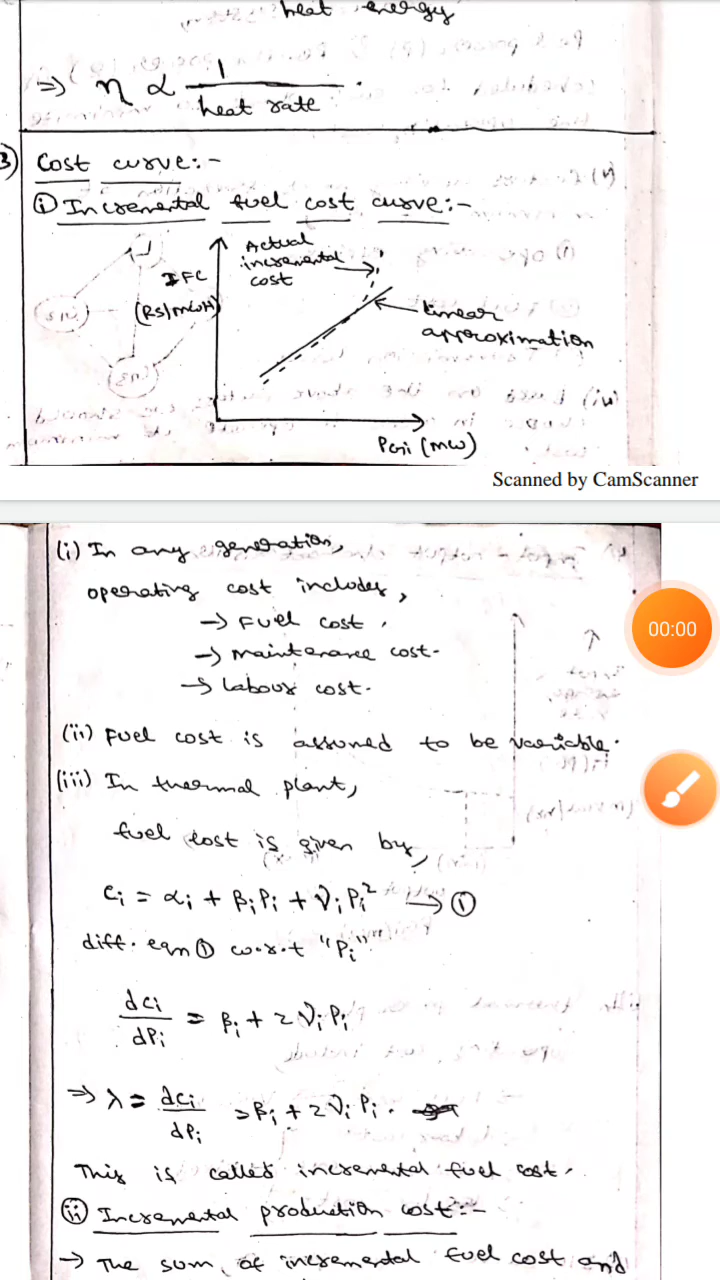 heat energy
⇒ η ∝ 1 / heat rate .
3) Cost curve:-
(i) Incremental fuel cost curve:-
Actual
incremental
cost
IFC
(Rs/MWH)
Linear
approximation
PGi (MW)
Scanned by CamScanner
(i) In any generation,
operating cost includes,
→ Fuel cost.
→ Maintenance cost.
→ Labour cost.
(ii) Fuel cost is assumed to be variable.
(iii) In thermal plant,
fuel cost is given by,
Ci = αi + βiPi + γiPi² → ①
diff. eqn ① w.r.t "Pi"
dCi / dPi = βi + 2γiPi
⇒ λ = dCi / dPi = βi + 2γiPi.
This is called incremental fuel cost.
(ii) Incremental production cost:-
→ The sum of incremental fuel cost and
00:00